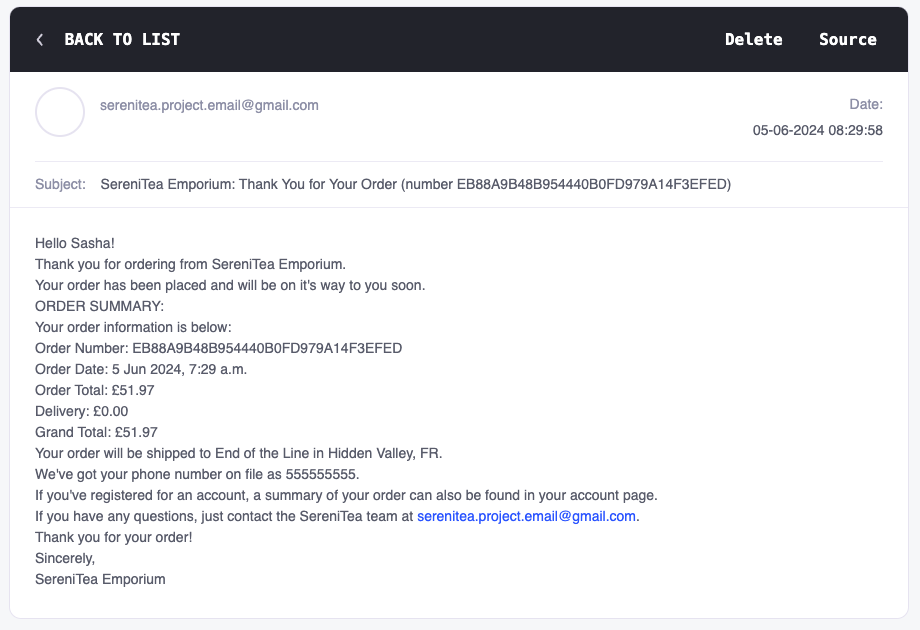 BACK TO LIST
Delete
Source
serenitea.project.email@gmail.com
Date:
05-06-2024 08:29:58
Subject: SereniTea Emporium: Thank You for Your Order (number EB88A9B48B954440B0FD979A14F3EFED)
Hello Sasha!
Thank you for ordering from SereniTea Emporium.
Your order has been placed and will be on it's way to you soon.
ORDER SUMMARY:
Your order information is below:
Order Number: EB88A9B48B954440B0FD979A14F3EFED
Order Date: 5 Jun 2024, 7:29 a.m.
Order Total: £51.97
Delivery: £0.00
Grand Total: £51.97
Your order will be shipped to End of the Line in Hidden Valley, FR.
We've got your phone number on file as 555555555.
If you've registered for an account, a summary of your order can also be found in your account page.
If you have any questions, just contact the SereniTea team at serenitea.project.email@gmail.com.
Thank you for your order!
Sincerely,
SereniTea Emporium